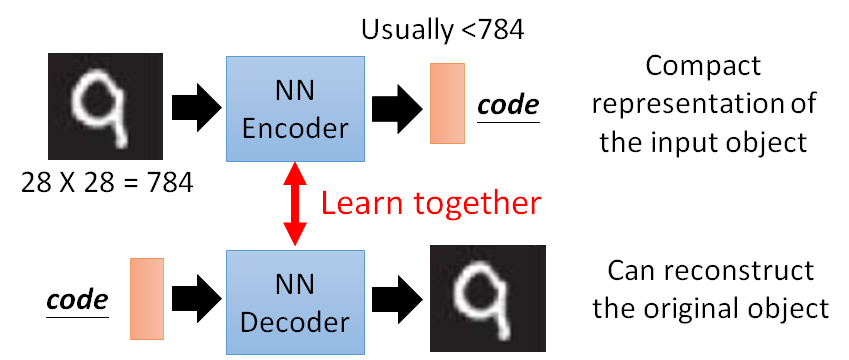 Usually <784
NN
Encoder
code
Compact
representation of
the input object
28 X 28 = 784
Learn together
code
NN
Decoder
Can reconstruct
the original object